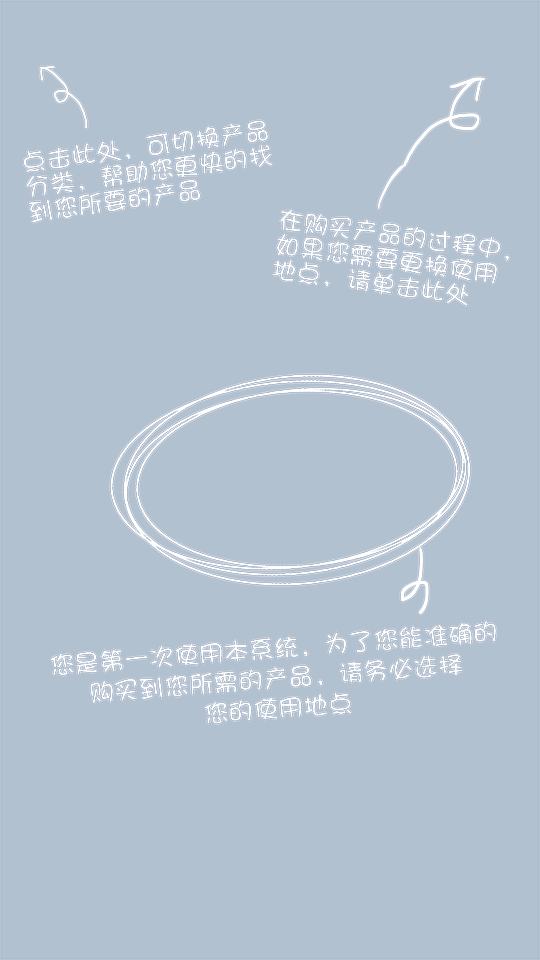 点击此处，可切换产品
分类，帮助您更快的找
到您所要的产品
在购买产品的过程中，
如果您需要更换使用
地点，请单击此处
您是第一次使用本系统，为了您能准确的
购买到您所需的产品，请务必选择
您的使用地点